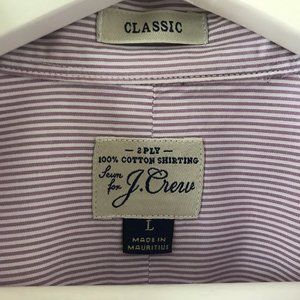 CLASSIC
— 2 PLY —
100% COTTON SHIRTING
Sewn for J.Crew
L
MADE IN
MAURITIUS